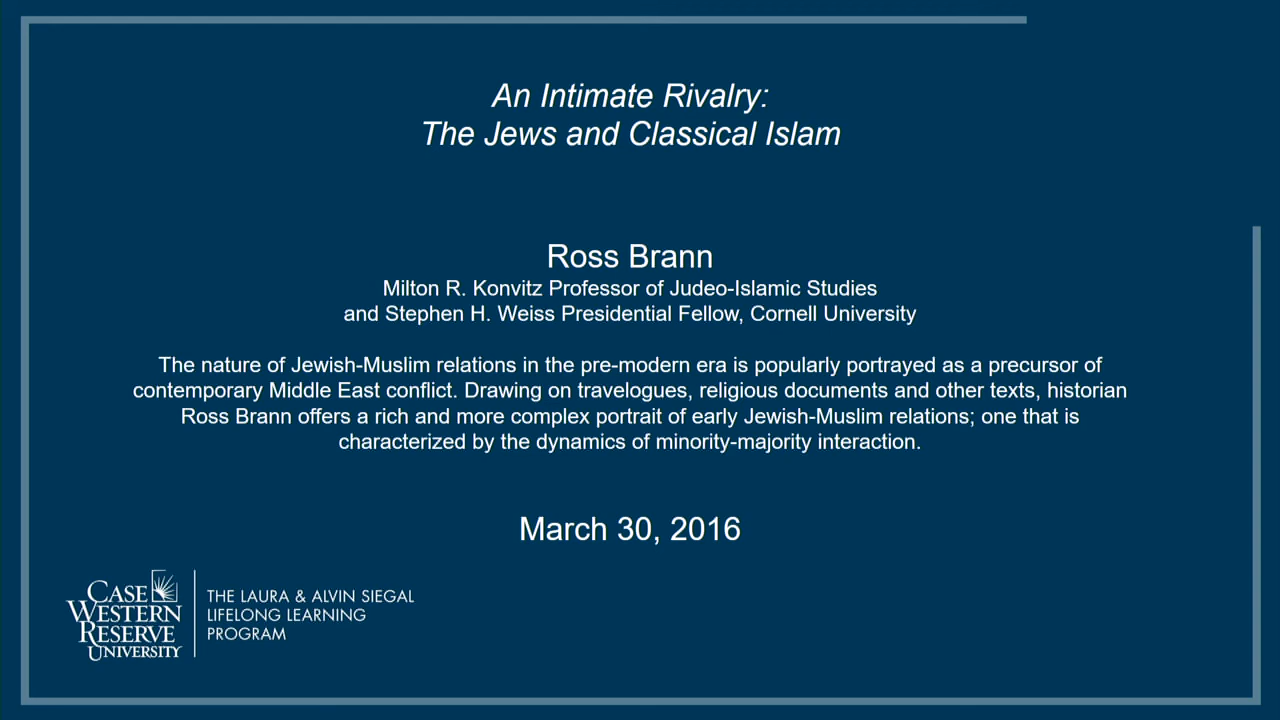 An Intimate Rivalry:
The Jews and Classical Islam
Ross Brann
Milton R. Konvitz Professor of Judeo-Islamic Studies
and Stephen H. Weiss Presidential Fellow, Cornell University
The nature of Jewish-Muslim relations in the pre-modern era is popularly portrayed as a precursor of
contemporary Middle East conflict. Drawing on travelogues, religious documents and other texts, historian
Ross Brann offers a rich and more complex portrait of early Jewish-Muslim relations; one that is
characterized by the dynamics of minority-majority interaction.
March 30, 2016
CASE
WESTERN
RESERVE
UNIVERSITY
THE LAURA & ALVIN SIEGAL
LIFELONG LEARNING
PROGRAM